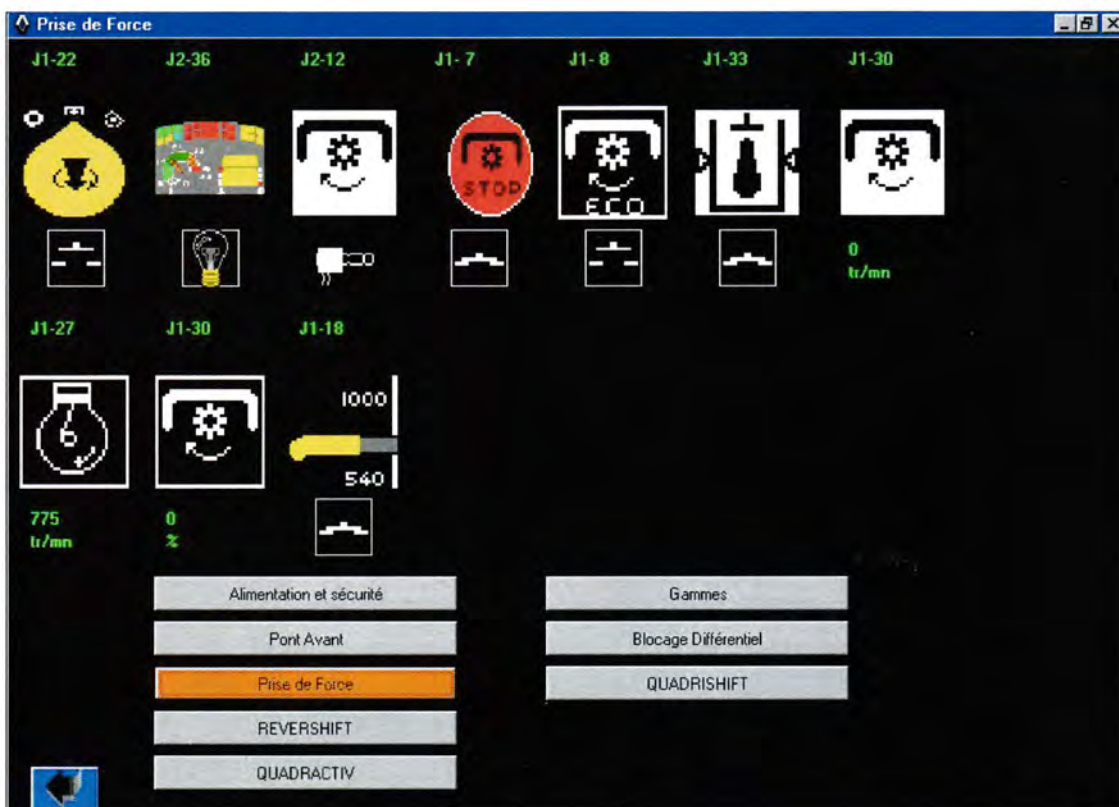 Prise de Force
J1-22 J2-36 J2-12 J1- 7 J1- 8 J1-33 J1-30
STOP
ECO
0
tr/mn
J1-27 J1-30 J1-18
6
1000
540
775 0
tr/mn %
Alimentation et sécurité Gammes
Pont Avant Blocage Différentiel
Prise de Force QUADRISHIFT
REVERSHIFT
QUADRACTIV